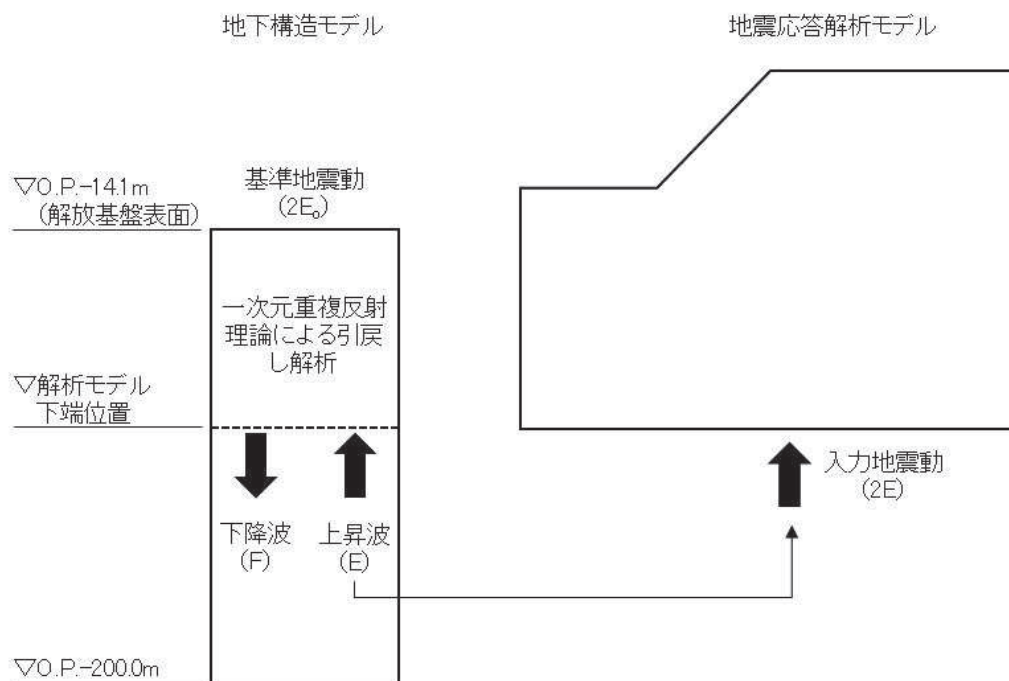 地下構造モデル
地震応答解析モデル
▽O.P.-14.1m
(解放基盤表面)
基準地震動
(2E₀)
一次元重複反射
理論による引戻
し解析
▽解析モデル
下端位置
下降波
(F)
上昇波
(E)
入力地震動
(2E)
▽O.P.-200.0m